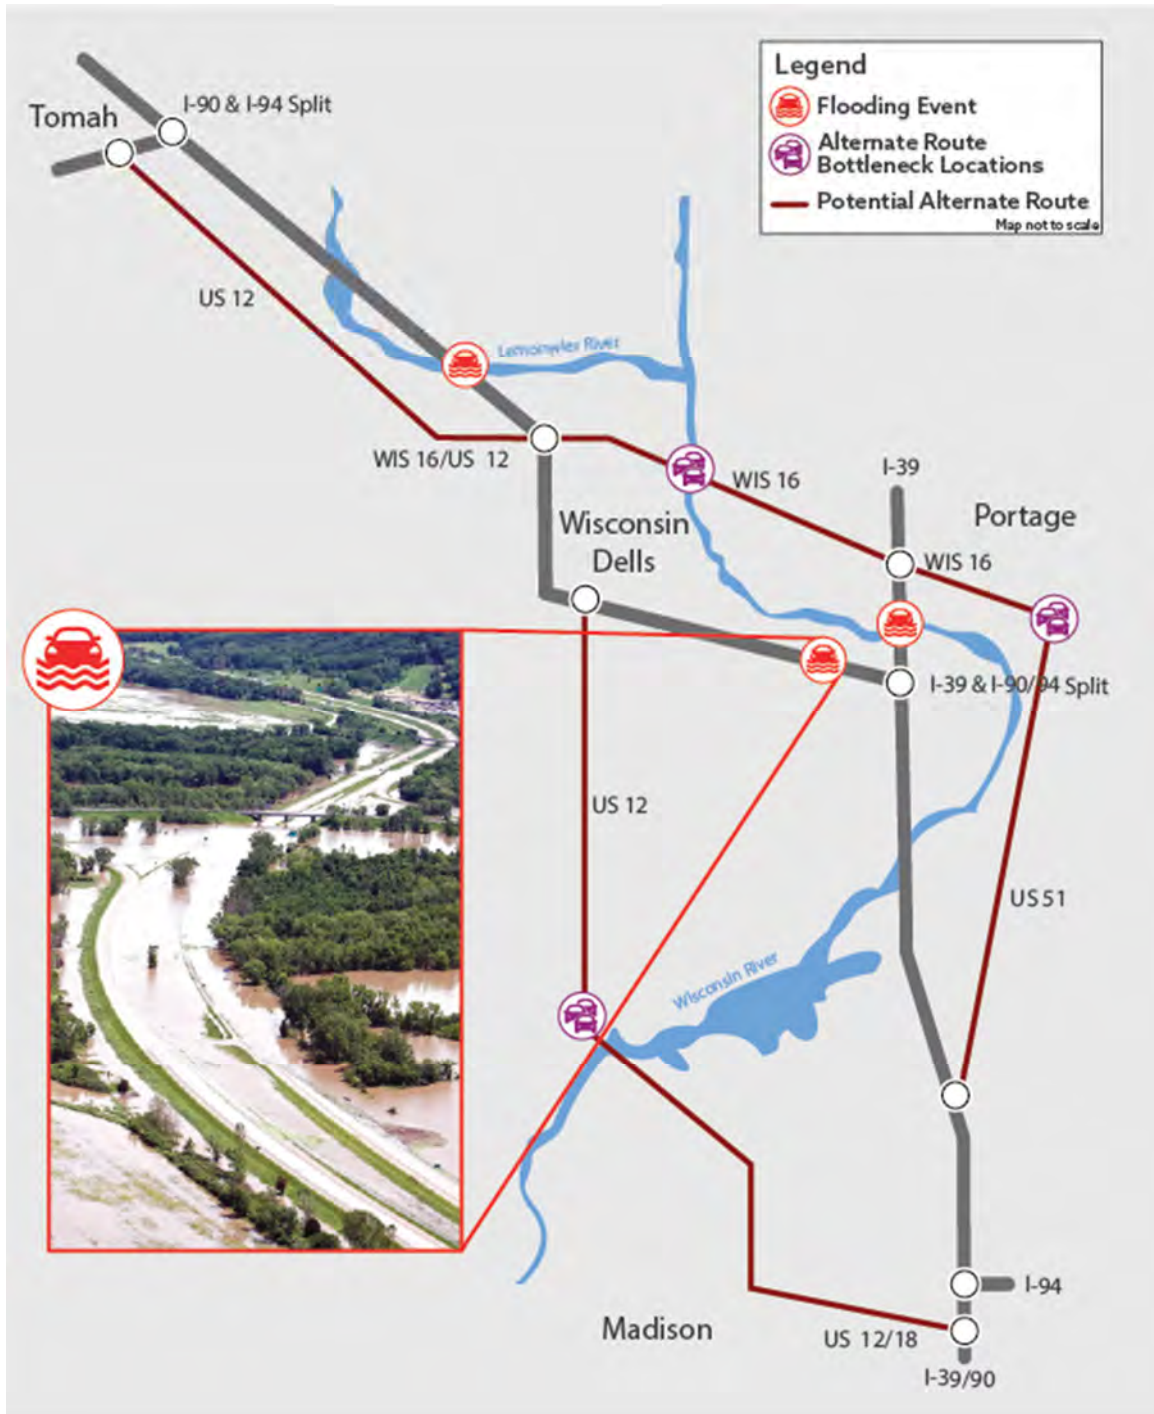 Legend
Flooding Event
Alternate Route
Bottleneck Locations
Potential Alternate Route
Map not to scale
I-90 & I-94 Split
Tomah
US 12
River
WIS 16/US 12
WIS 16
I-39
Portage
Wisconsin
Dells
WIS 16
I-39 & I-90/94 Split
US 12
US 51
Wisconsin River
I-94
Madison
US 12/18
I-39/90